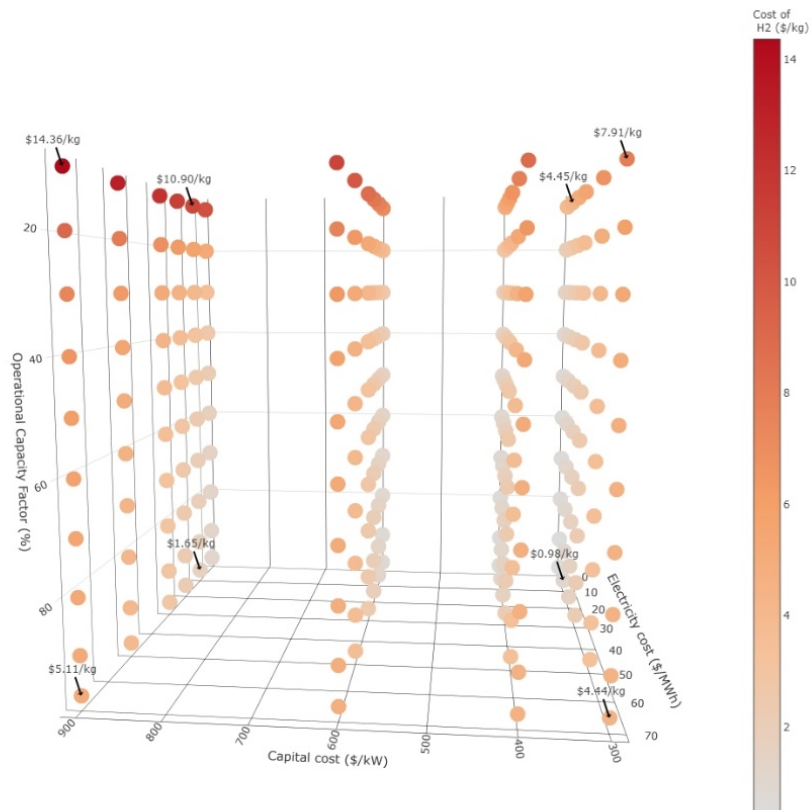 Cost of
H2 ($/kg)
14
12
10
8
6
4
2
$14.36/kg
$10.90/kg
$7.91/kg
$4.45/kg
20
40
60
80
Operational Capacity Factor (%)
$1.65/kg
$0.98/kg
$5.11/kg
$4.44/kg
0
10
20
30
40
50
60
70
Electricity cost ($/MWh)
900
800
700
600
500
400
300
Capital cost ($/kW)